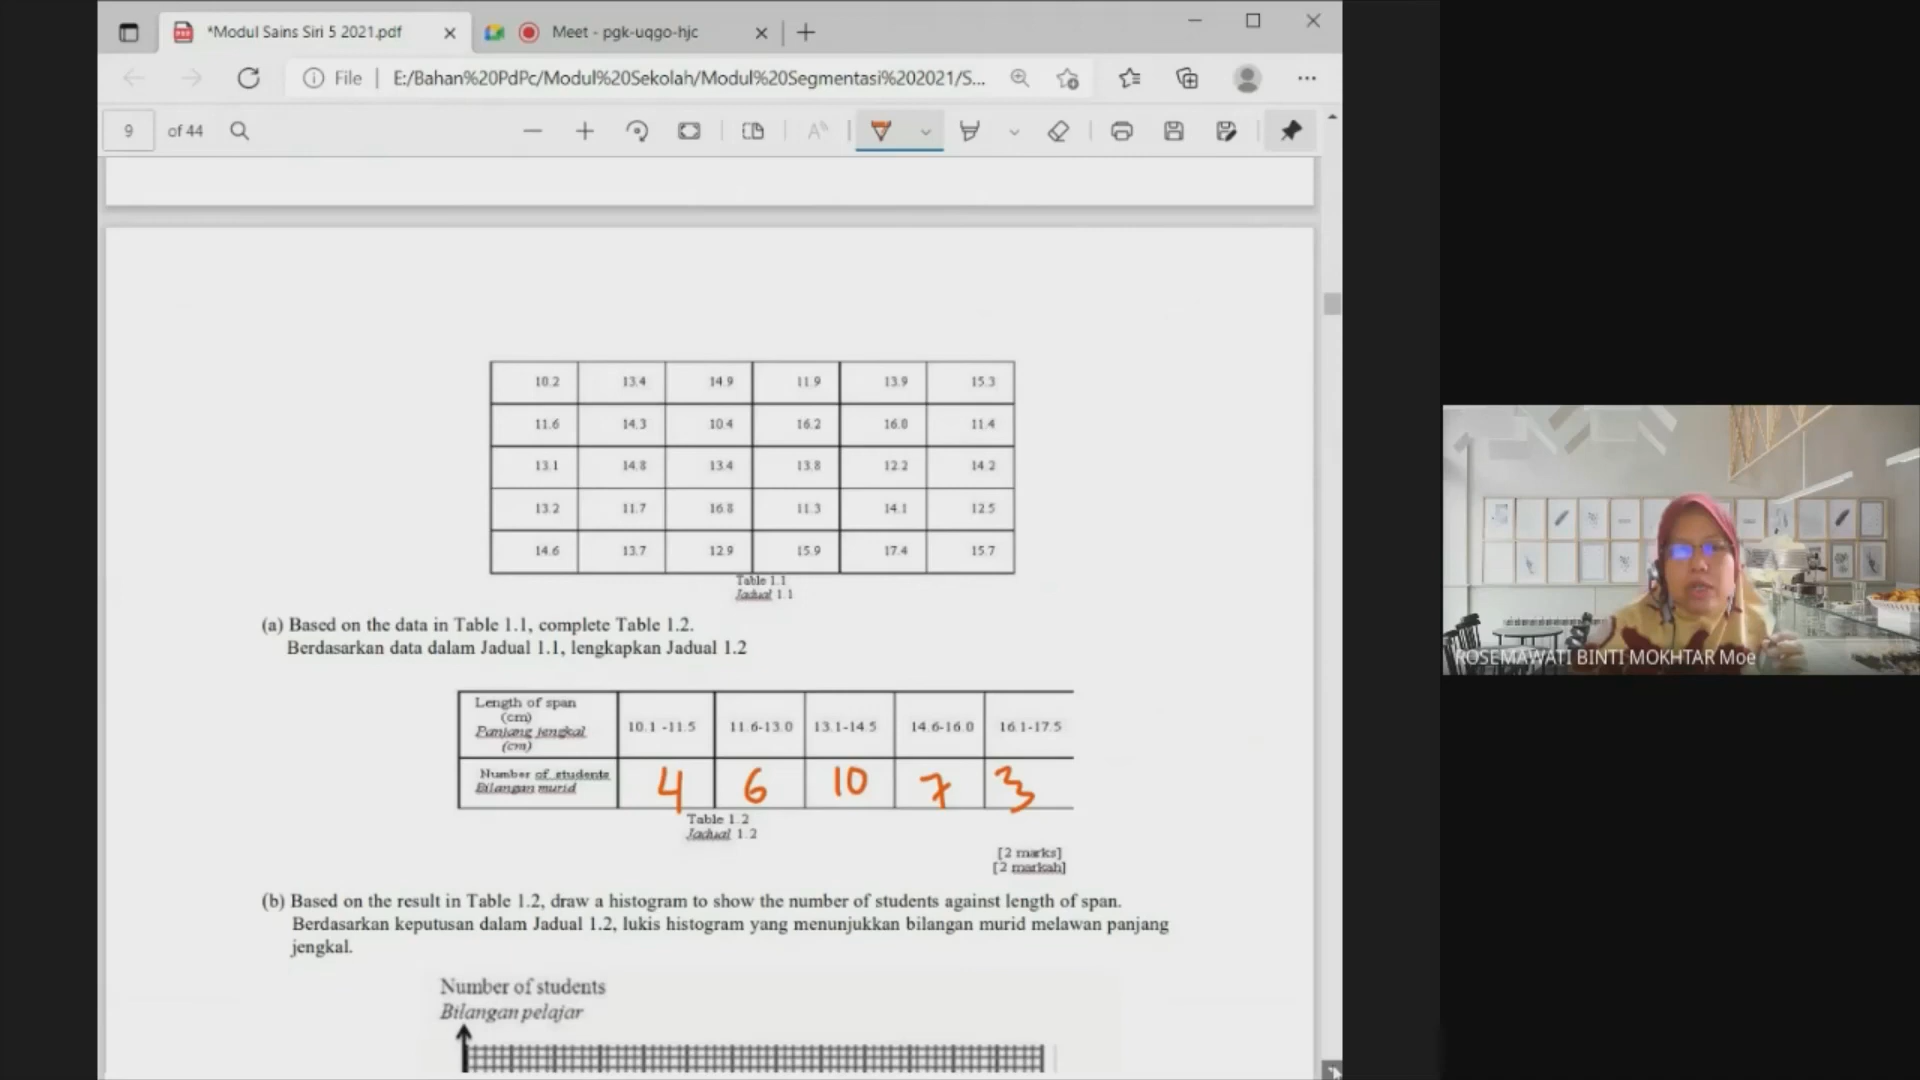 *Modul Sains Siri 5 2021.pdf
Meet - pgk-uqgo-hjc
File
E:/Bahan%20PdPc/Modul%20Sekolah/Modul%20Segmentasi%202021/S...
9 of 44
10.2 13.4 14.9 11.9 13.9 15.3
11.6 14.3 10.4 16.2 16.0 11.4
13.1 14.8 13.4 13.8 12.2 14.2
13.2 11.7 16.8 11.3 14.1 12.5
14.6 13.7 12.9 15.9 17.4 15.7
Table 1.1
Jadual 1.1
(a) Based on the data in Table 1.1, complete Table 1.2.
Berdasarkan data dalam Jadual 1.1, lengkapkan Jadual 1.2
Length of span
(cm)
Panjang jengkal
(cm)
10.1 -11.5 11.6-13.0 13.1-14.5 14.6-16.0 16.1-17.5
Number of students
Bilangan murid
4 6 10 7 3
Table 1.2
Jadual 1.2
[2 marks]
[2 markah]
(b) Based on the result in Table 1.2, draw a histogram to show the number of students against length of span.
Berdasarkan keputusan dalam Jadual 1.2, lukis histogram yang menunjukkan bilangan murid melawan panjang
jengkal.
Number of students
Bilangan pelajar
ROSEMAWATI BINTI MOKHTAR Moe